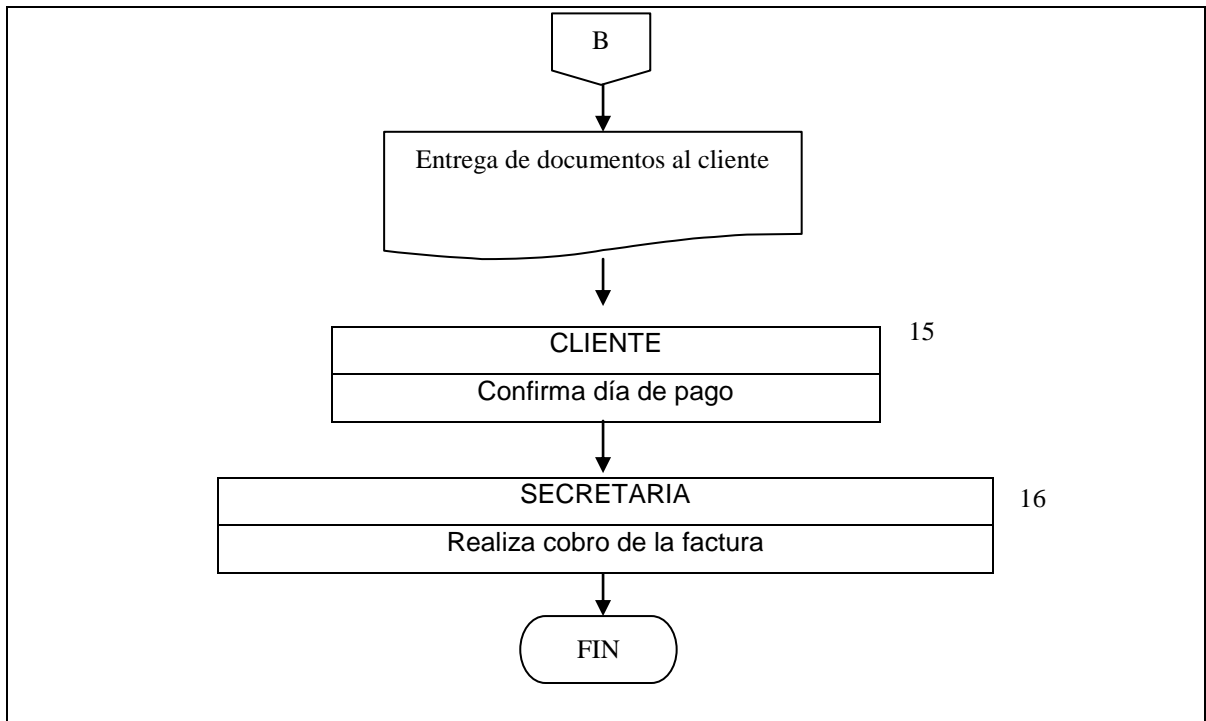 B
Entrega de documentos al cliente
CLIENTE
15
Confirma día de pago
SECRETARIA
16
Realiza cobro de la factura
FIN